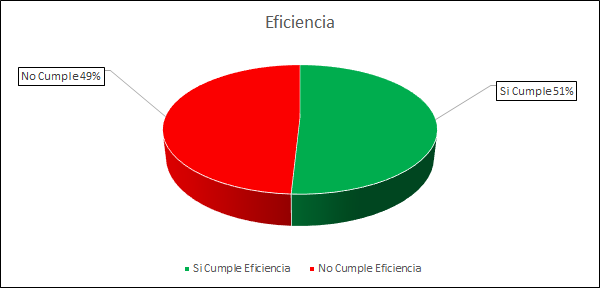 Eficiencia
No Cumple 49%
Si Cumple 51%
Si Cumple Eficiencia
No Cumple Eficiencia